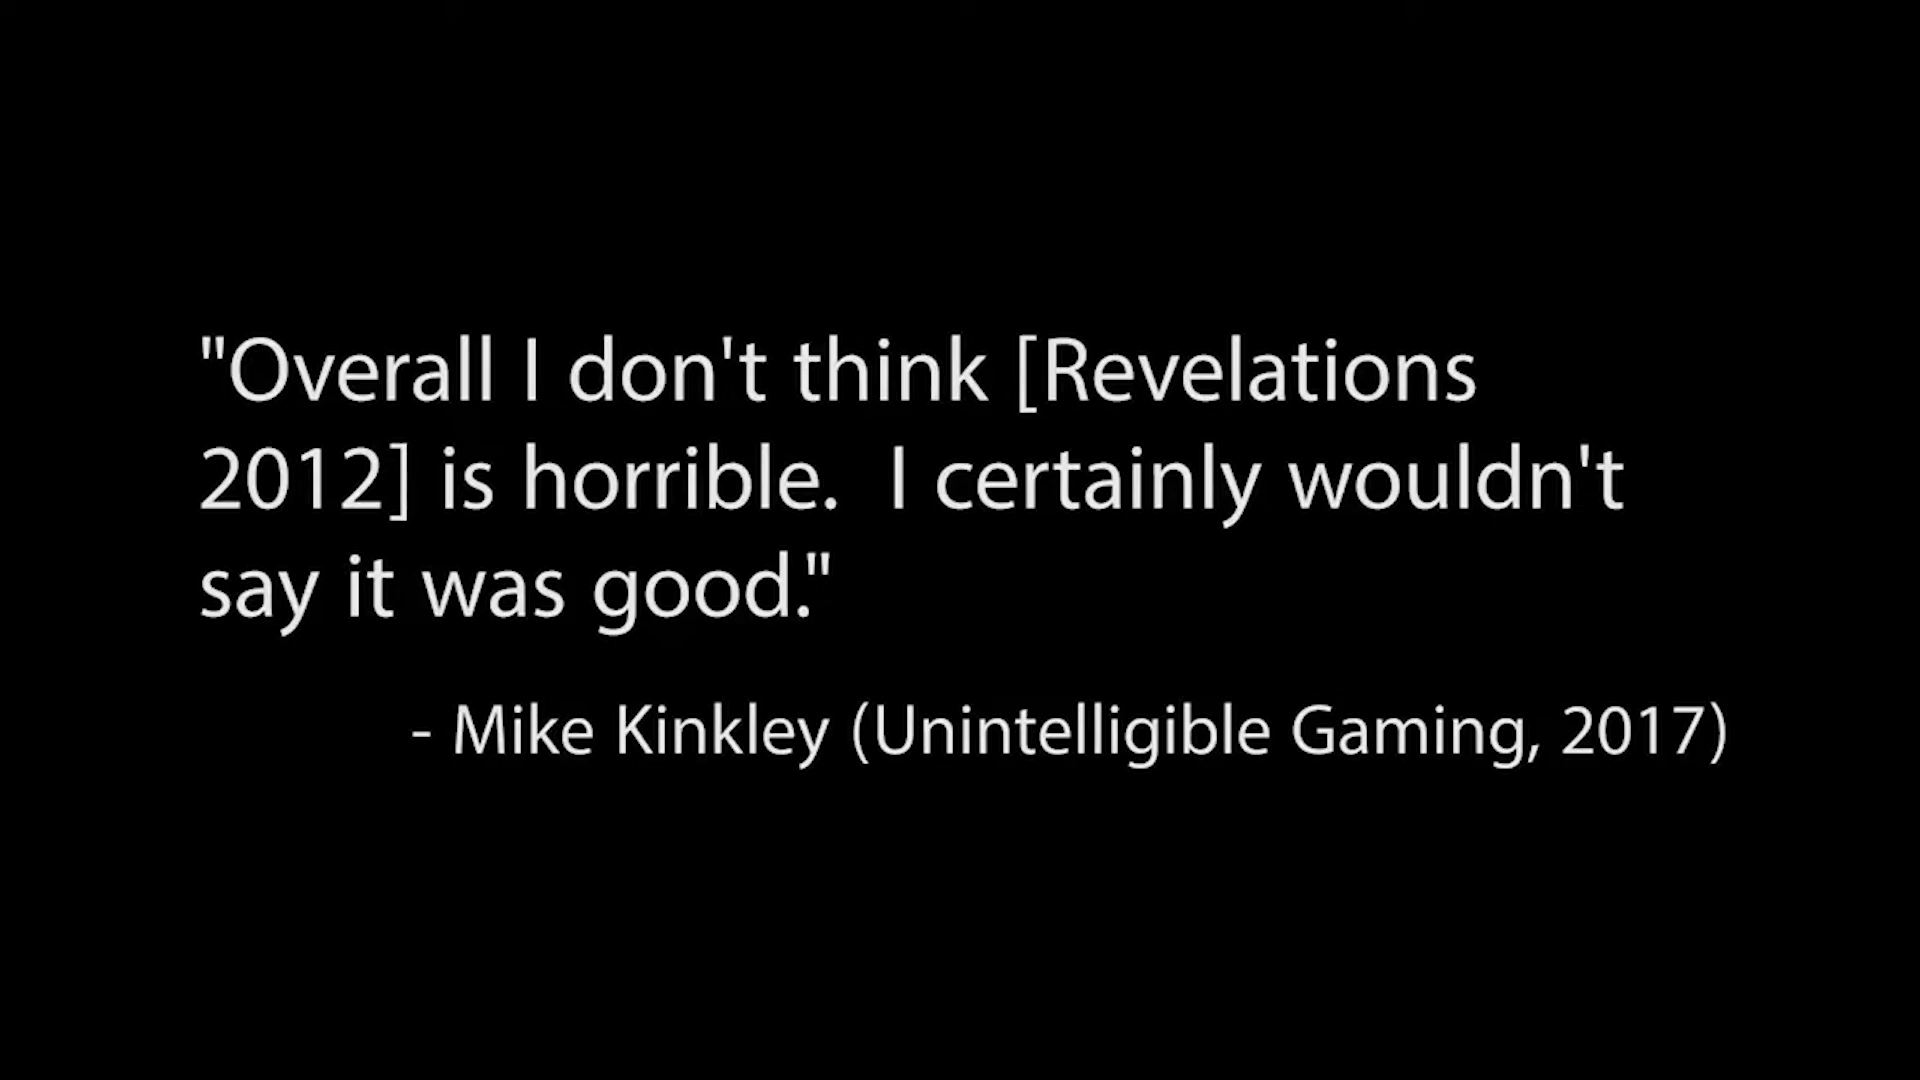 "Overall I don't think [Revelations
2012] is horrible.  I certainly wouldn't
say it was good."
- Mike Kinkley (Unintelligible Gaming, 2017)